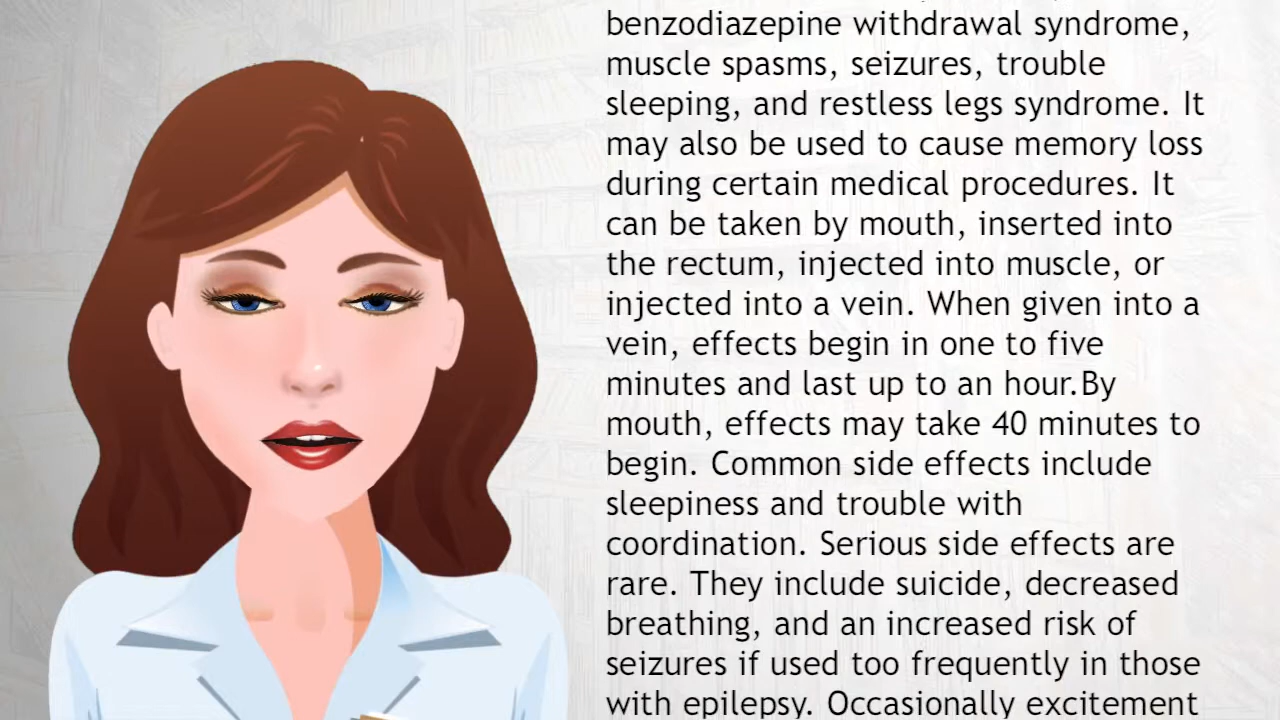 benzodiazepine withdrawal syndrome,
muscle spasms, seizures, trouble
sleeping, and restless legs syndrome. It
may also be used to cause memory loss
during certain medical procedures. It
can be taken by mouth, inserted into
the rectum, injected into muscle, or
injected into a vein. When given into a
vein, effects begin in one to five
minutes and last up to an hour.By
mouth, effects may take 40 minutes to
begin. Common side effects include
sleepiness and trouble with
coordination. Serious side effects are
rare. They include suicide, decreased
breathing, and an increased risk of
seizures if used too frequently in those
with epilepsy. Occasionally excitement